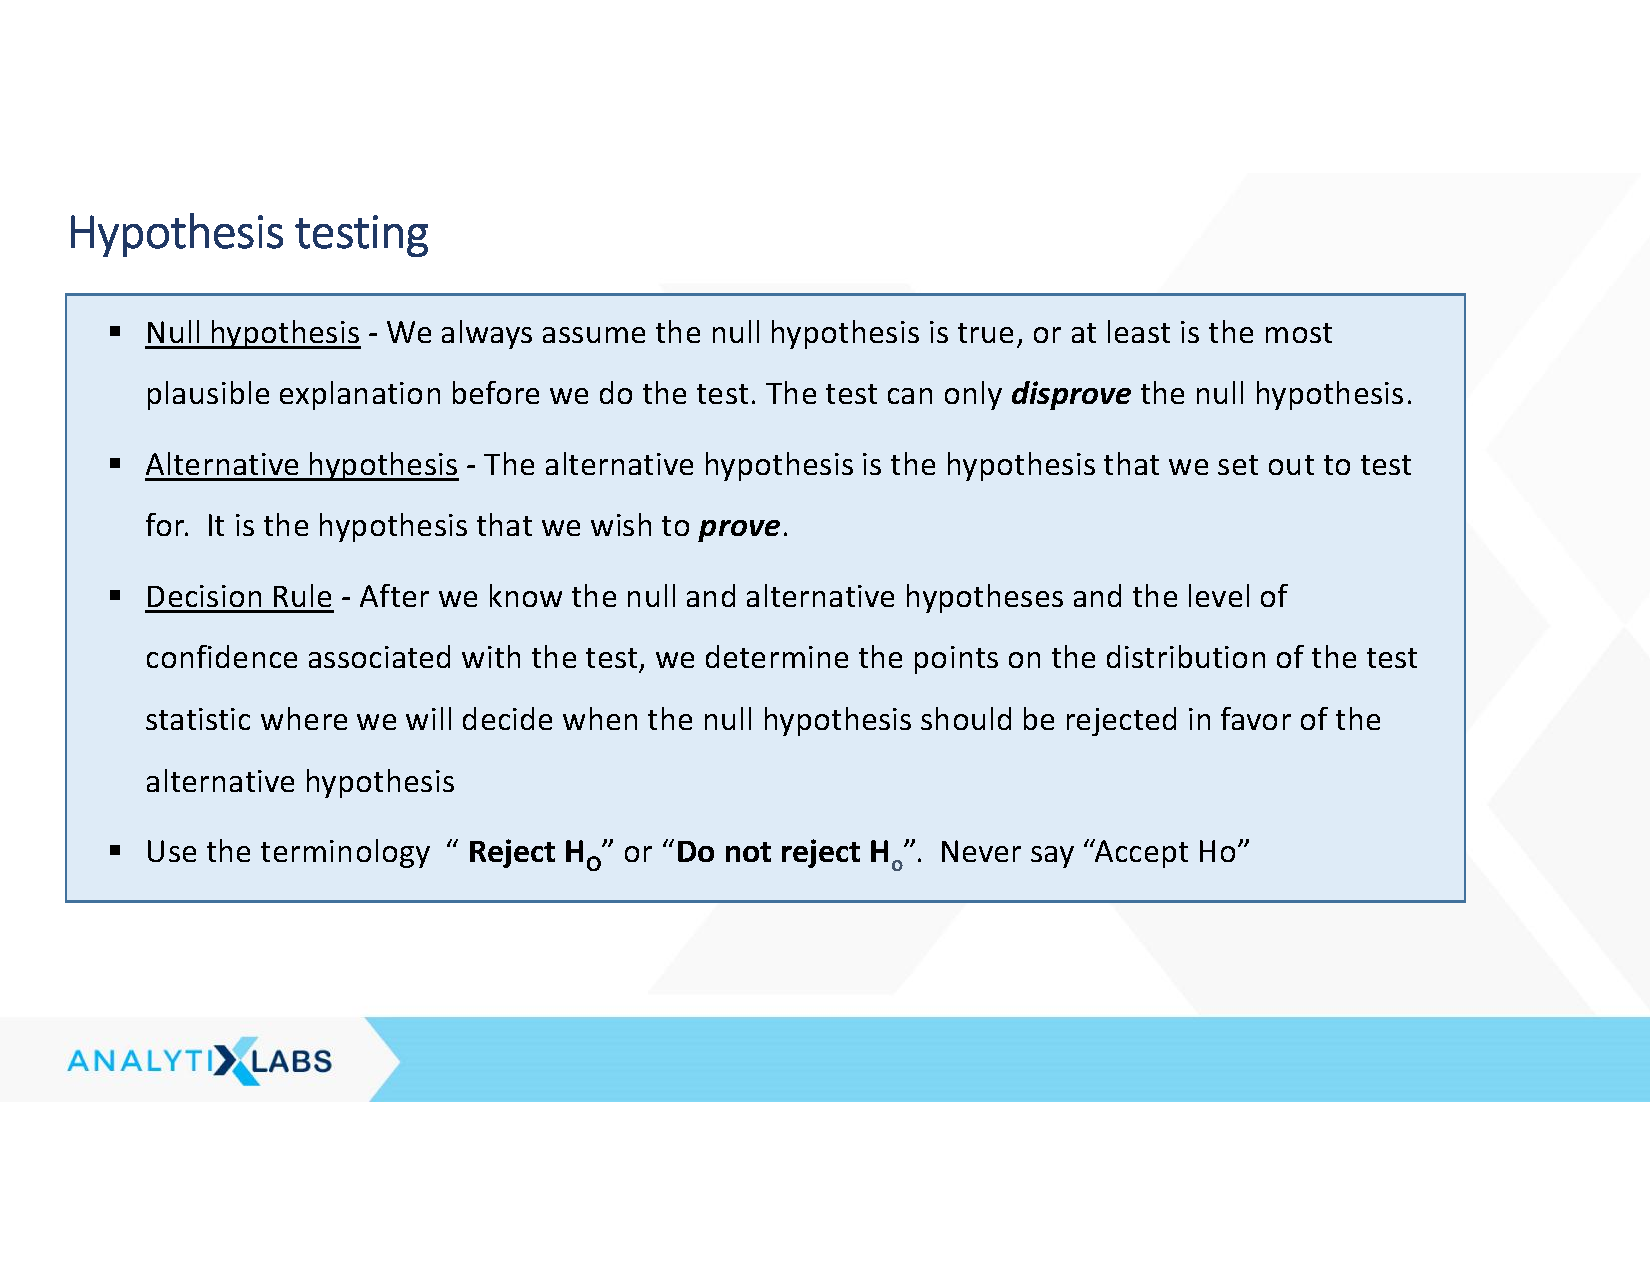 Hypothesis testing
▪ Null hypothesis - We always assume the null hypothesis is true, or at least is the most
plausible explanation before we do the test. The test can only disprove the null hypothesis.
▪ Alternative hypothesis - The alternative hypothesis is the hypothesis that we set out to test
for.  It is the hypothesis that we wish to prove.
▪ Decision Rule - After we know the null and alternative hypotheses and the level of
confidence associated with the test, we determine the points on the distribution of the test
statistic where we will decide when the null hypothesis should be rejected in favor of the
alternative hypothesis
▪ Use the terminology  “ Reject HO” or “Do not reject Ho”.  Never say “Accept Ho”
ANALYTIXLABS